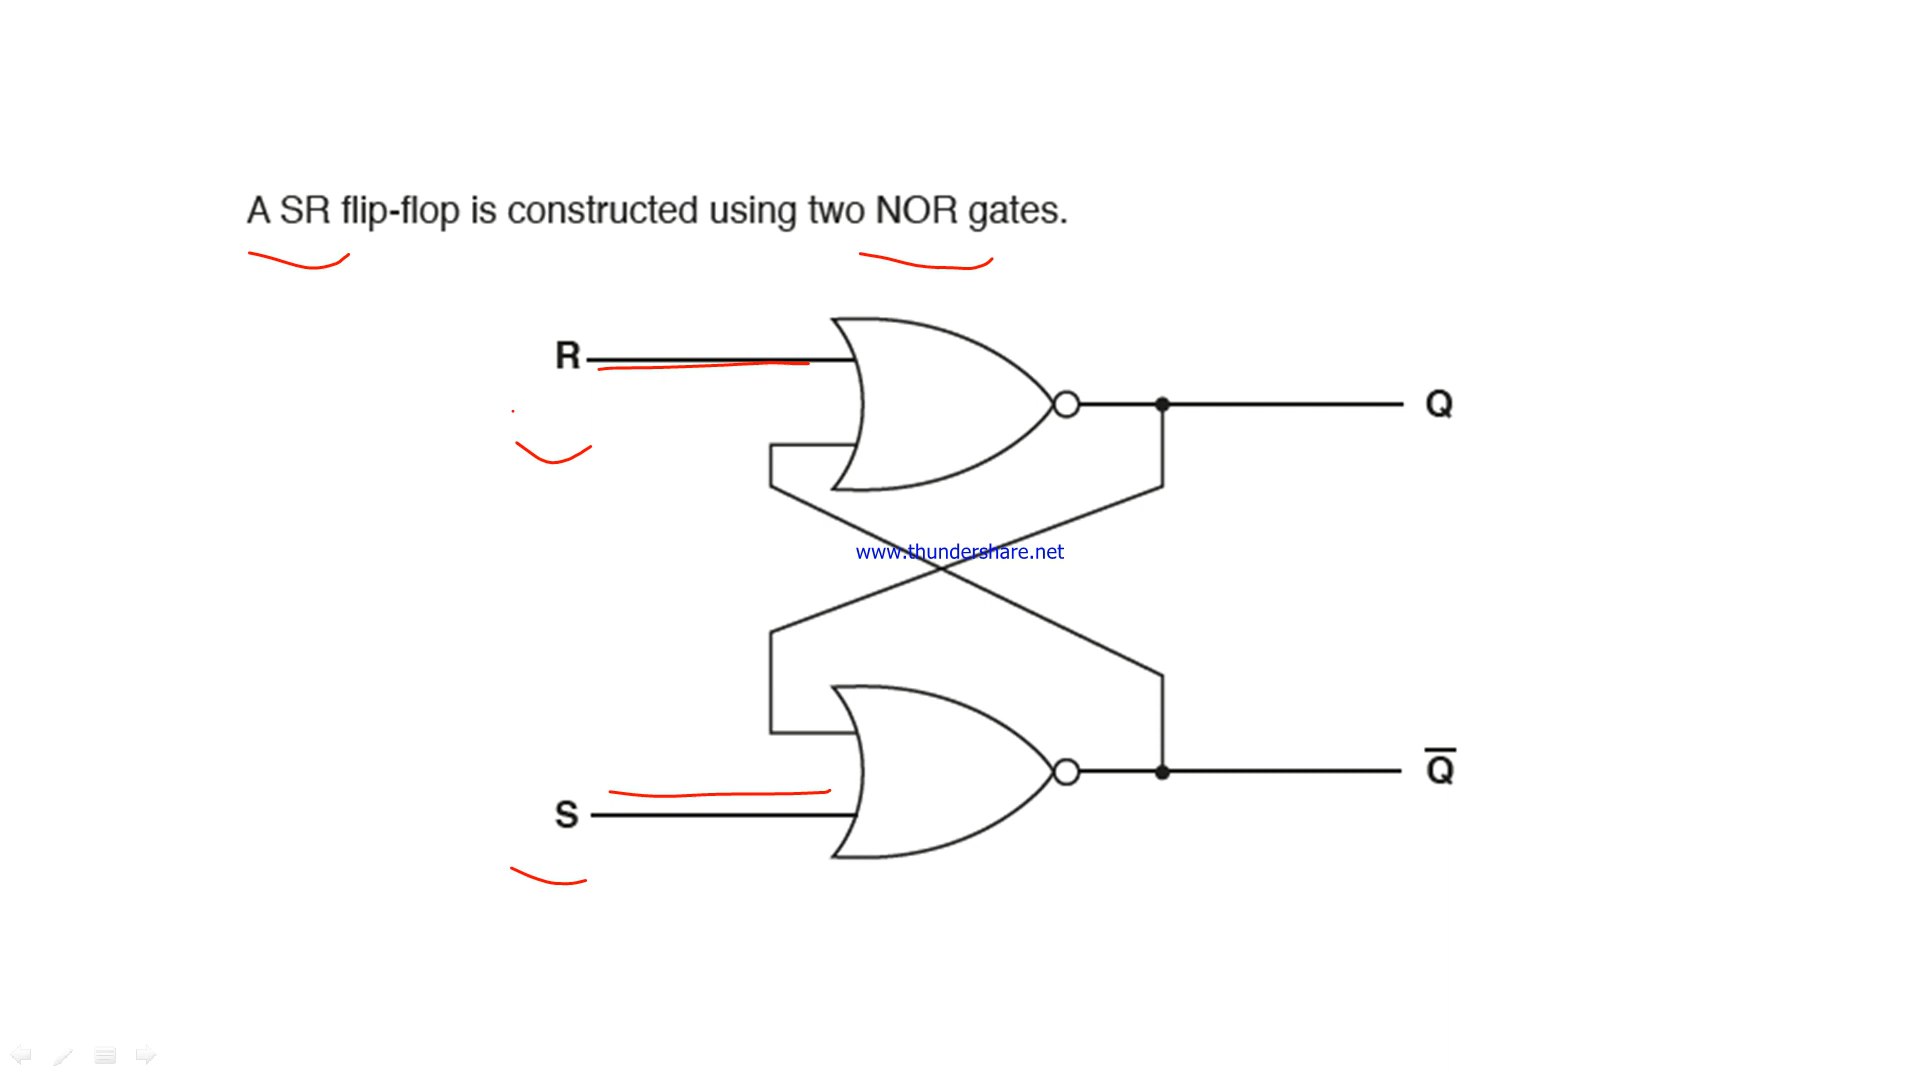 A SR flip-flop is constructed using two NOR gates.
R
Q
www.thundershare.net
Q̅
S